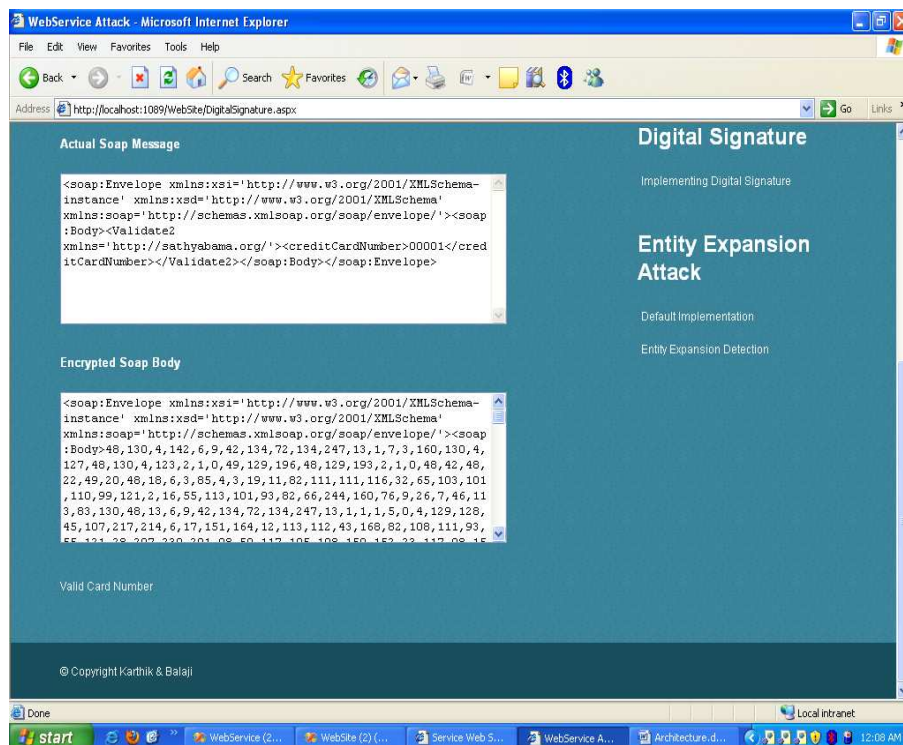 WebService Attack - Microsoft Internet Explorer
File Edit View Favorites Tools Help
Back Search Favorites
Address http://localhost:1089/WebSite/DigitalSignature.aspx Go Links
Actual Soap Message
<soap:Envelope xmlns:xsi='http://www.w3.org/2001/XMLSchema-
instance' xmlns:xsd='http://www.w3.org/2001/XMLSchema'
xmlns:soap='http://schemas.xmlsoap.org/soap/envelope/'><soap
:Body><Validate2
xmlns='http://sathyabama.org/'><creditCardNumber>00001</cred
itCardNumber></Validate2></soap:Body></soap:Envelope>
Encrypted Soap Body
<soap:Envelope xmlns:xsi='http://www.w3.org/2001/XMLSchema-
instance' xmlns:xsd='http://www.w3.org/2001/XMLSchema'
xmlns:soap='http://schemas.xmlsoap.org/soap/envelope/'><soap
:Body>48,130,4,142,6,9,42,134,72,134,247,13,1,7,3,160,130,4,
127,48,130,4,123,2,1,0,49,129,196,48,129,193,2,1,0,48,42,48,
22,49,20,48,18,6,3,85,4,3,19,11,82,111,111,116,32,65,103,101
,110,99,121,2,16,55,113,101,93,82,66,244,160,76,9,26,7,46,11
3,83,130,48,13,6,9,42,134,72,134,247,13,1,1,1,5,0,4,129,128,
45,107,217,214,6,17,151,164,12,113,112,43,168,82,108,111,93,
Valid Card Number
Digital Signature
Implementing Digital Signature
Entity Expansion
Attack
Default Implementation
Entity Expansion Detection
© Copyright Karthik & Balaji
Done Local intranet
start WebService (2... WebSite (2) (... Service Web S... WebService A... Architecture.d... 12:08 AM